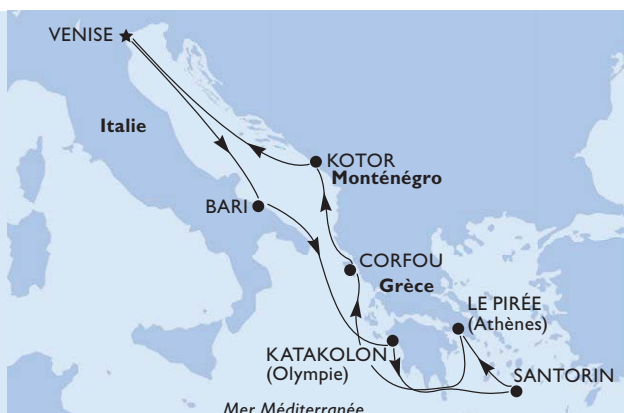 VENISE
Italie
KOTOR
Monténégro
BARI
CORFOU
Grèce
LE PIRÉE
(Athènes)
KATAKOLON
(Olympie)
SANTORIN
Mer Méditerranée